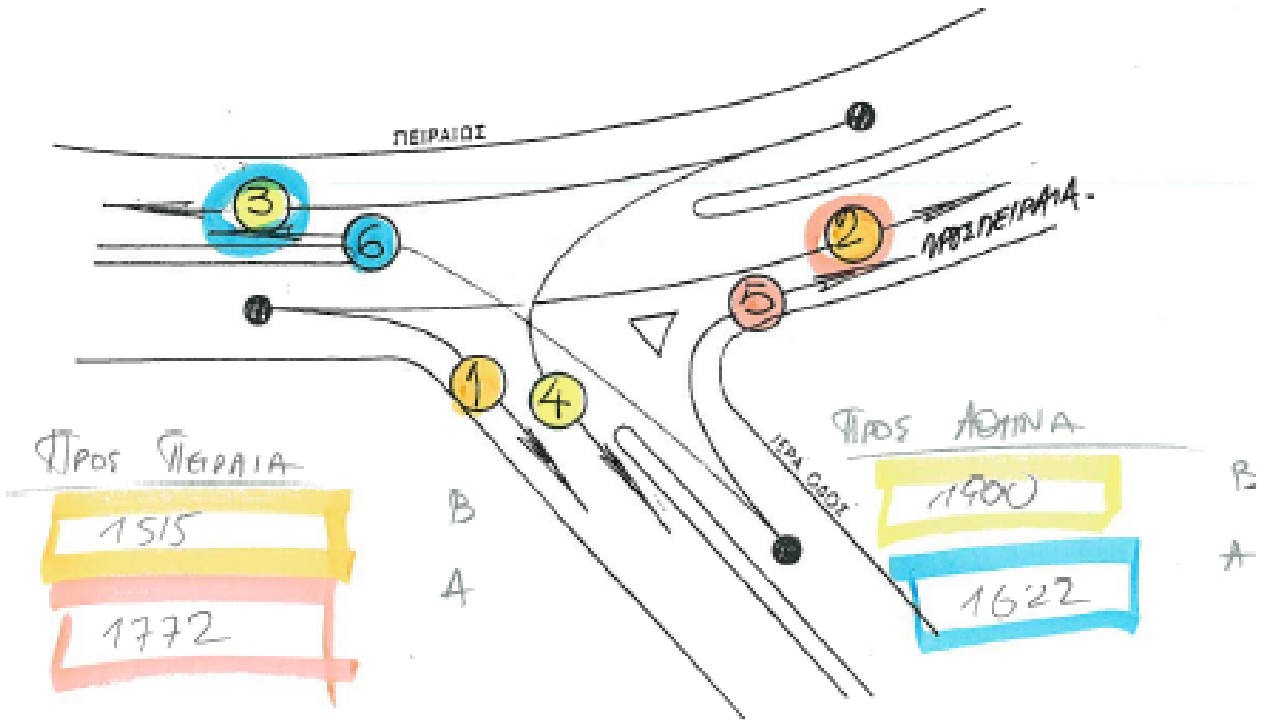 ΠΕΙΡΑΙΩΣ
3
6
2
ΠΡΟΣ ΠΕΙΡΑΙΑ.
5
1
4
ΙΕΡΑ ΟΔΟΣ
ΠΡΟΣ ΠΕΙΡΑΙΑ
1515 Β
1772 Α
ΠΡΟΣ ΑΘΗΝΑ
1900 Β
1622 Α